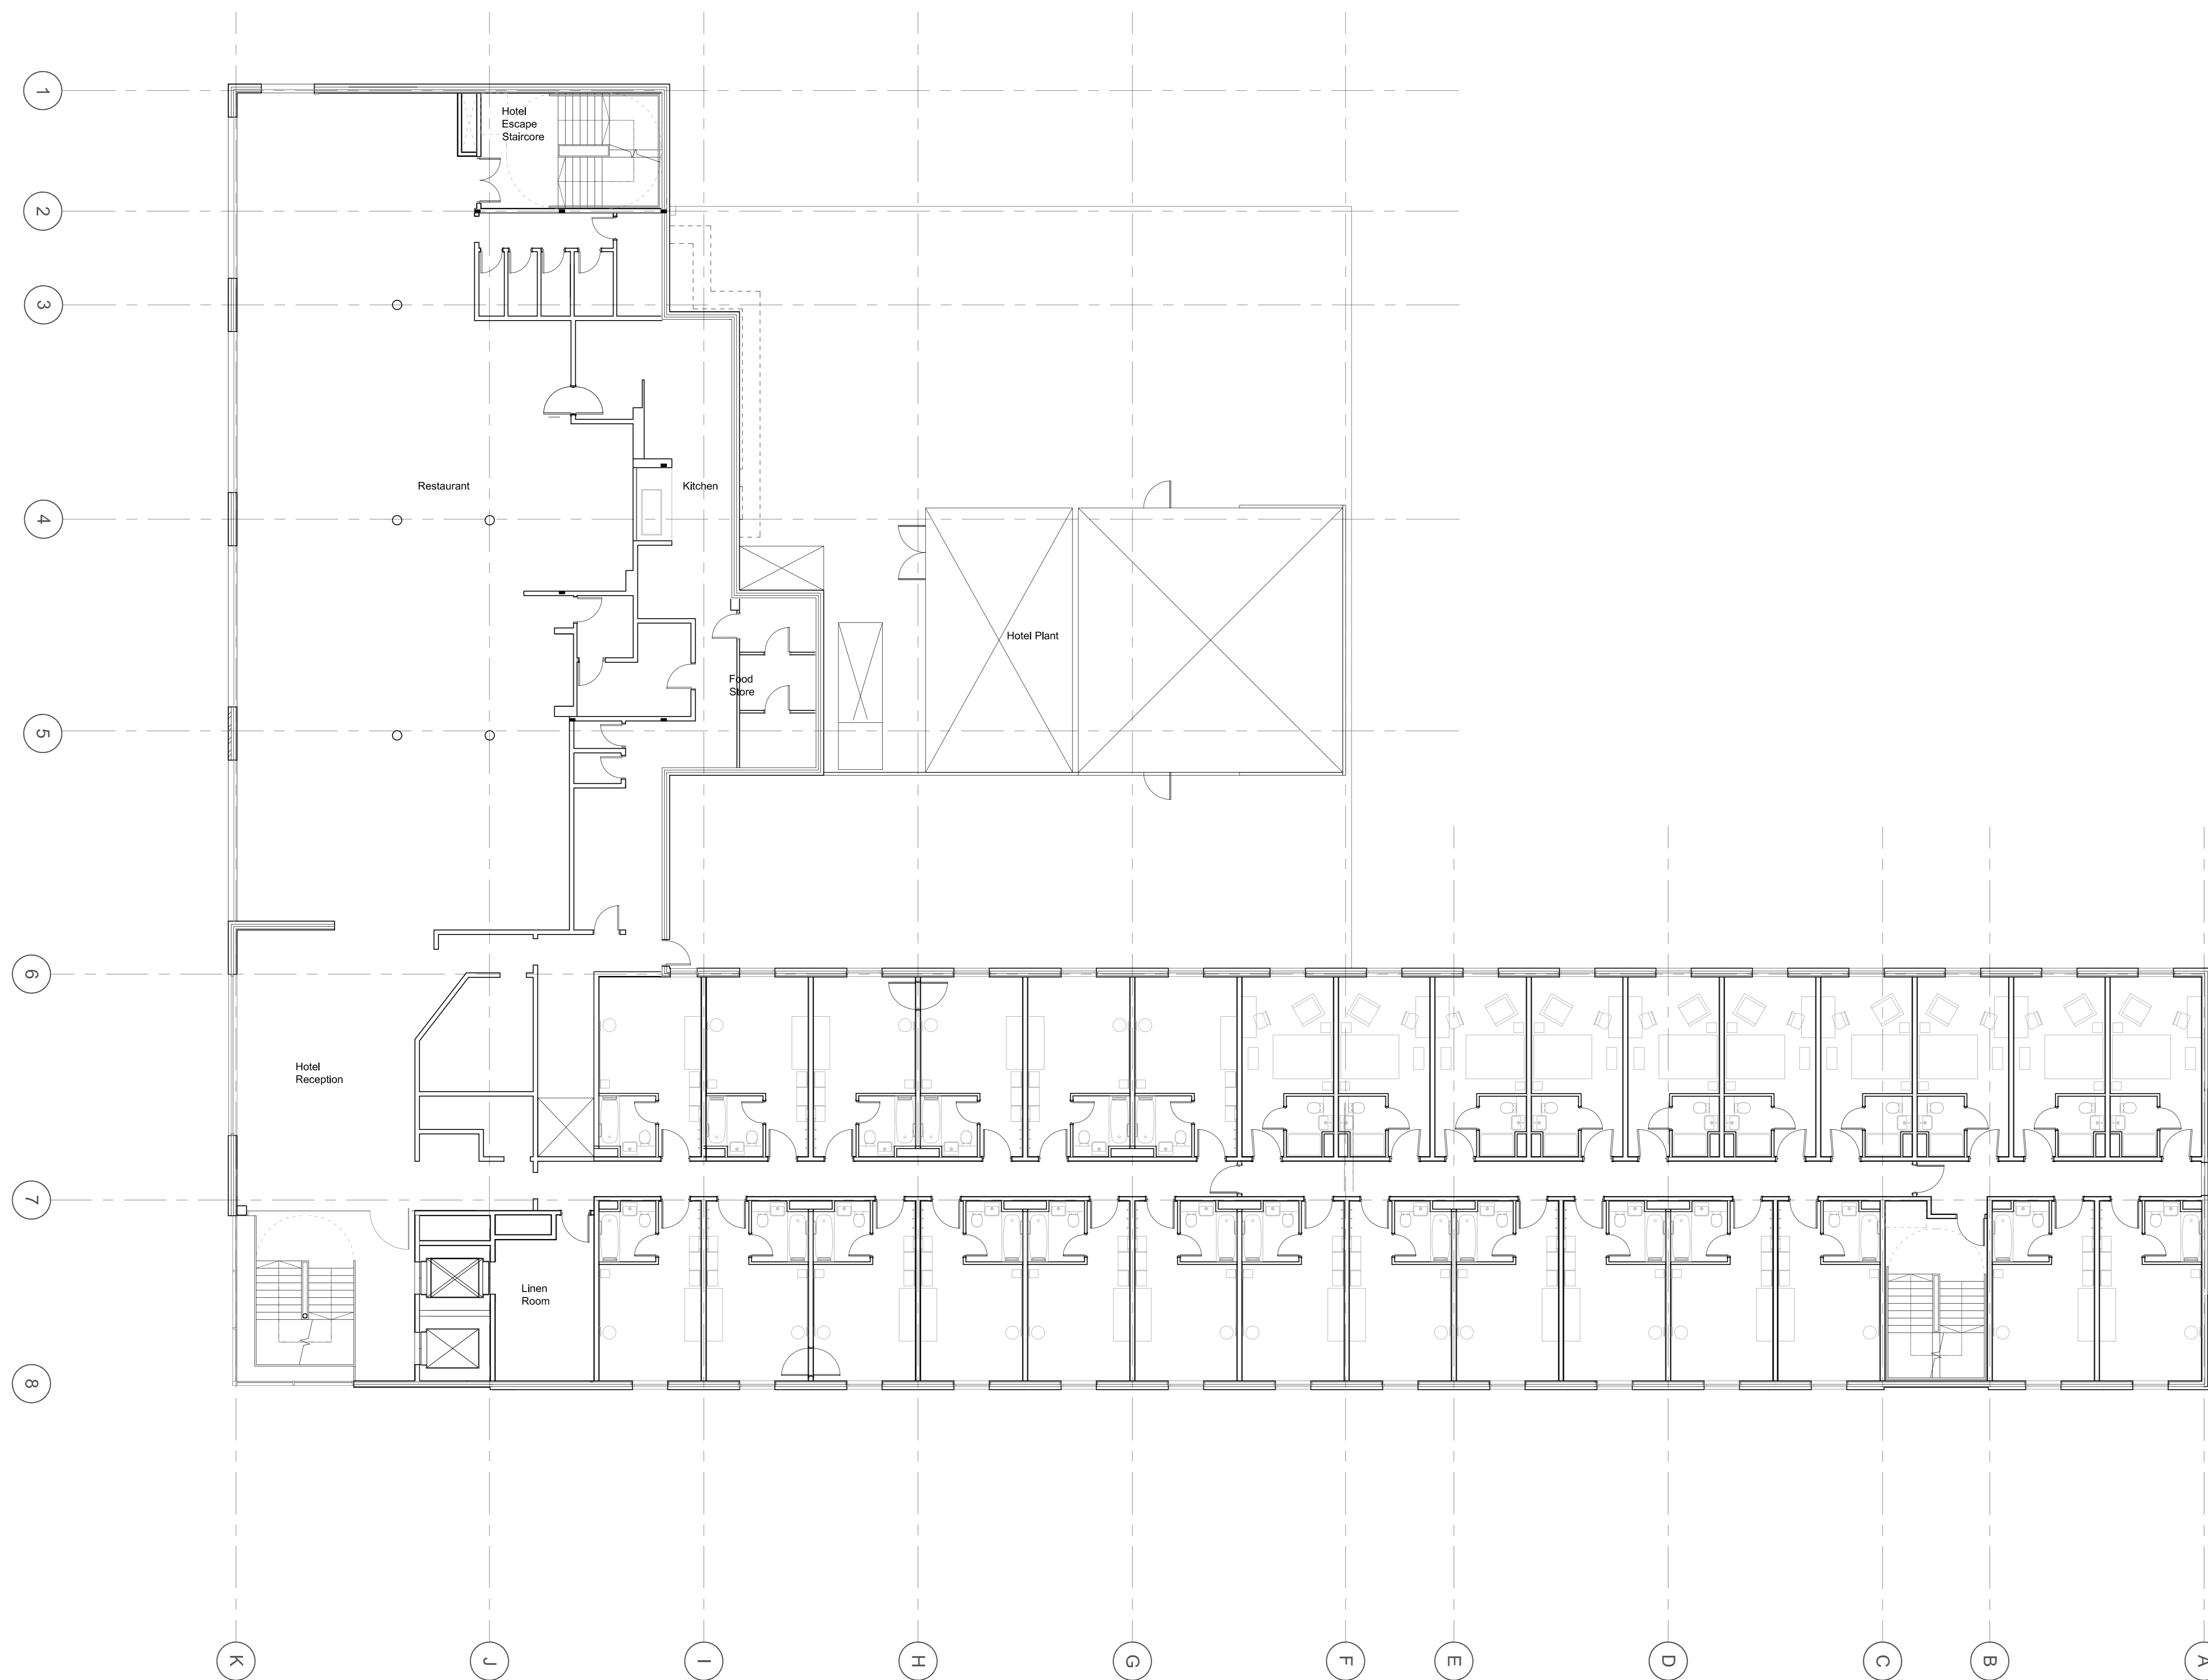 1
Hotel
Escape
Staircore
2
3
Restaurant
Kitchen
4
Hotel Plant
Food
Store
5
6
Hotel
Reception
7
Linen
Room
8
K
J
I
H
G
F
E
D
C
B
A